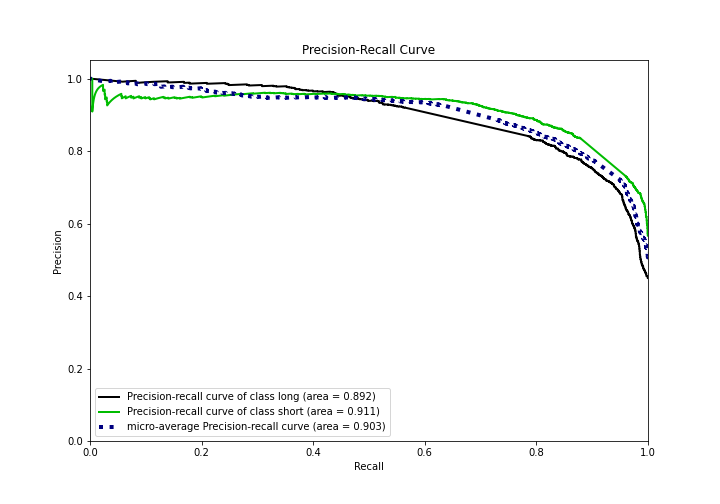 Precision-Recall Curve
1.0
0.8
0.6
0.4
0.2
0.0
Precision
Precision-recall curve of class long (area = 0.892)
Precision-recall curve of class short (area = 0.911)
micro-average Precision-recall curve (area = 0.903)
0.0 0.2 0.4 0.6 0.8 1.0
Recall